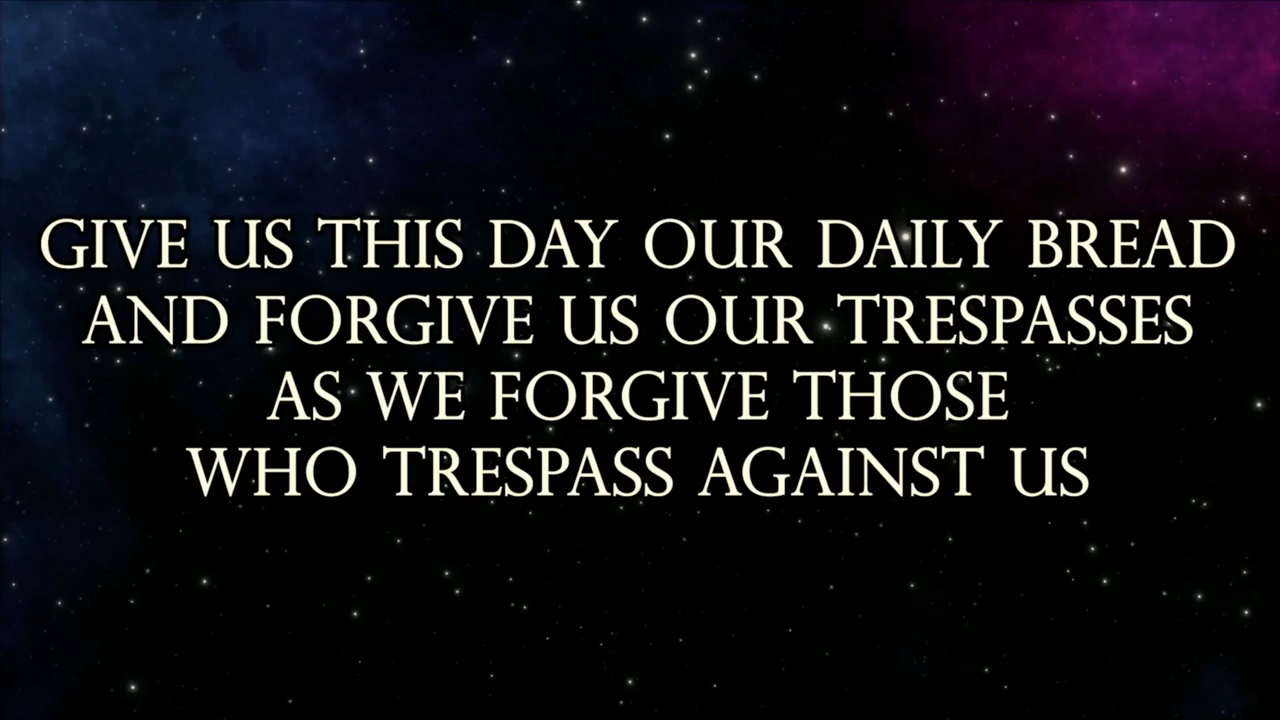 GIVE US THIS DAY OUR DAILY BREAD
AND FORGIVE US OUR TRESPASSES
AS WE FORGIVE THOSE
WHO TRESPASS AGAINST US